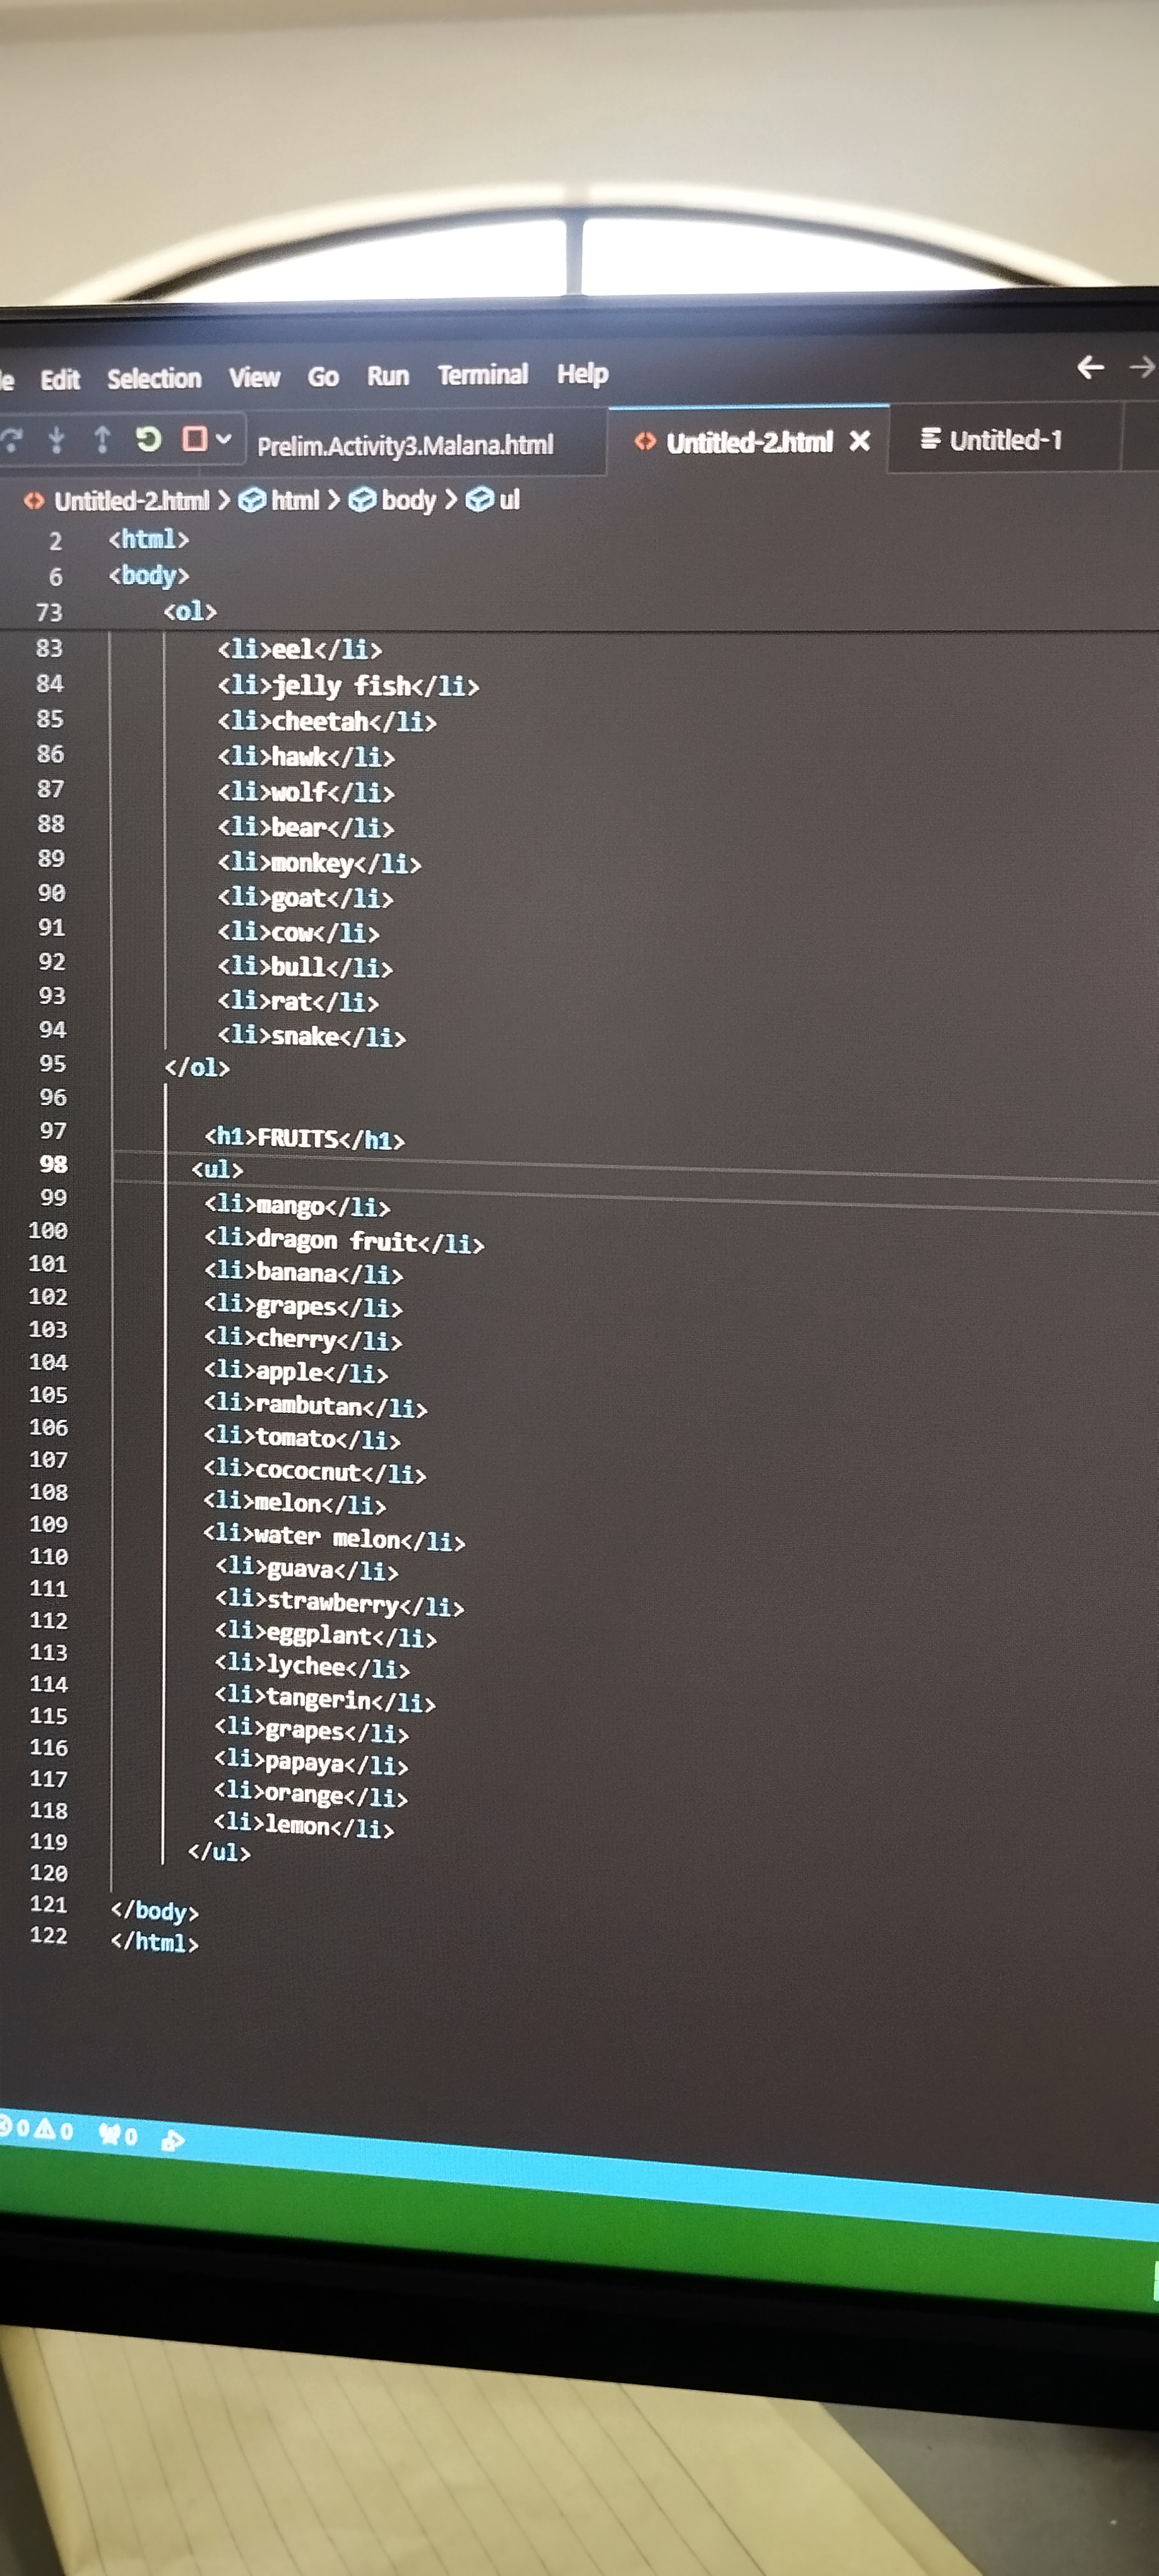 Edit Selection View Go Run Terminal Help
Prelim.Activity3.Malana.html Untitled-2.html Untitled-1
Untitled-2.html > html > body > ul
2 <html>
6 <body>
73 <ol>
83 <li>eel</li>
84 <li>jelly fish</li>
85 <li>cheetah</li>
86 <li>hawk</li>
87 <li>wolf</li>
88 <li>bear</li>
89 <li>monkey</li>
90 <li>goat</li>
91 <li>cow</li>
92 <li>bull</li>
93 <li>rat</li>
94 <li>snake</li>
95 </ol>
96
97 <h1>FRUITS</h1>
98 <ul>
99 <li>mango</li>
100 <li>dragon fruit</li>
101 <li>banana</li>
102 <li>grapes</li>
103 <li>cherry</li>
104 <li>apple</li>
105 <li>rambutan</li>
106 <li>tomato</li>
107 <li>cococnut</li>
108 <li>melon</li>
109 <li>water melon</li>
110 <li>guava</li>
111 <li>strawberry</li>
112 <li>eggplant</li>
113 <li>lychee</li>
114 <li>tangerin</li>
115 <li>grapes</li>
116 <li>papaya</li>
117 <li>orange</li>
118 <li>lemon</li>
119 </ul>
120
121 </body>
122 </html>
0 0 0